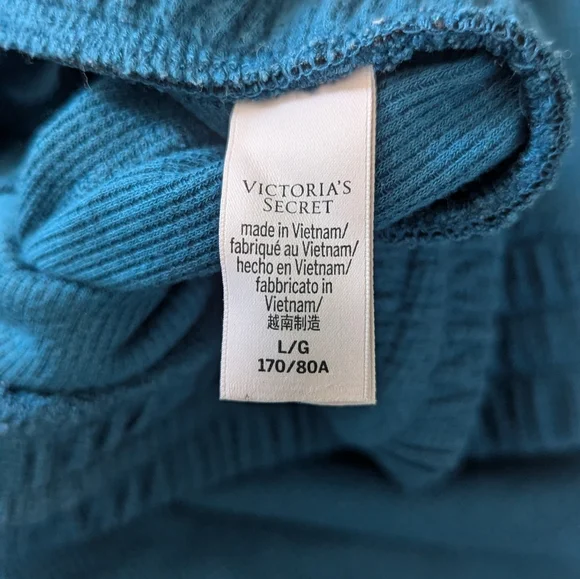 VICTORIA'S
SECRET
made in Vietnam/
fabriqué au Vietnam/
hecho en Vietnam/
fabbricato in
Vietnam/
越南制造
L/G
170/80A